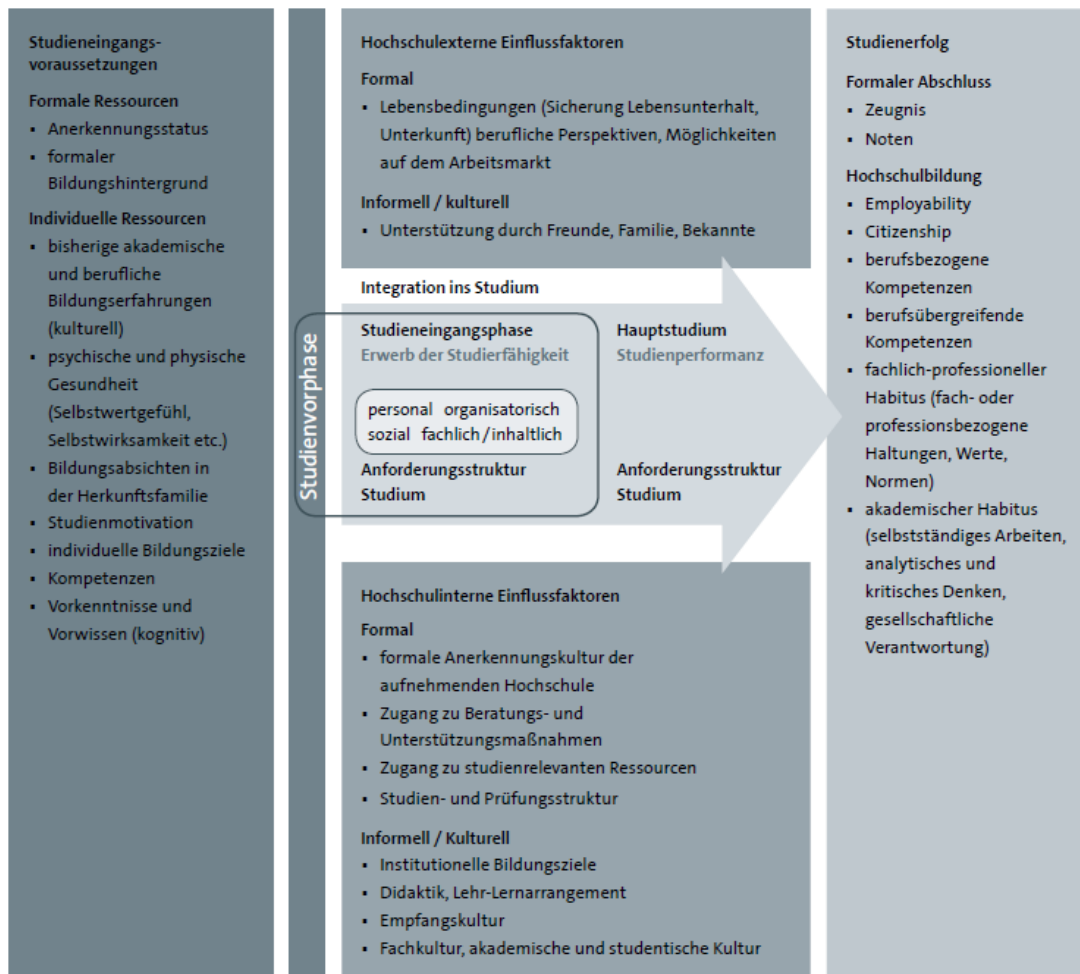 Studieneingangs-
voraussetzungen
Formale Ressourcen
▪ Anerkennungsstatus
▪ formaler
Bildungshintergrund
Individuelle Ressourcen
▪ bisherige akademische
und berufliche
Bildungserfahrungen
(kulturell)
▪ psychische und physische
Gesundheit
(Selbstwertgefühl,
Selbstwirksamkeit etc.)
▪ Bildungsabsichten in
der Herkunftsfamilie
▪ Studienmotivation
▪ individuelle Bildungsziele
▪ Kompetenzen
▪ Vorkenntnisse und
Vorwissen (kognitiv)
Studienvorphase
Hochschulexterne Einflussfaktoren
Formal
▪ Lebensbedingungen (Sicherung Lebensunterhalt,
Unterkunft) berufliche Perspektiven, Möglichkeiten
auf dem Arbeitsmarkt
Informell / kulturell
▪ Unterstützung durch Freunde, Familie, Bekannte
Integration ins Studium
Studieneingangsphase
Erwerb der Studierfähigkeit
personal organisatorisch
sozial fachlich / inhaltlich
Anforderungsstruktur
Studium
Hauptstudium
Studienperformanz
Anforderungsstruktur
Studium
Hochschulinterne Einflussfaktoren
Formal
▪ formale Anerkennungskultur der
aufnehmenden Hochschule
▪ Zugang zu Beratungs- und
Unterstützungsmaßnahmen
▪ Zugang zu studienrelevanten Ressourcen
▪ Studien- und Prüfungsstruktur
Informell / Kulturell
▪ Institutionelle Bildungsziele
▪ Didaktik, Lehr-Lernarrangement
▪ Empfangskultur
▪ Fachkultur, akademische und studentische Kultur
Studienerfolg
Formaler Abschluss
▪ Zeugnis
▪ Noten
Hochschulbildung
▪ Employability
▪ Citizenship
▪ berufsbezogene
Kompetenzen
▪ berufsübergreifende
Kompetenzen
▪ fachlich-professioneller
Habitus (fach- oder
professionsbezogene
Haltungen, Werte,
Normen)
▪ akademischer Habitus
(selbstständiges Arbeiten,
analytisches und
kritisches Denken,
gesellschaftliche
Verantwortung)